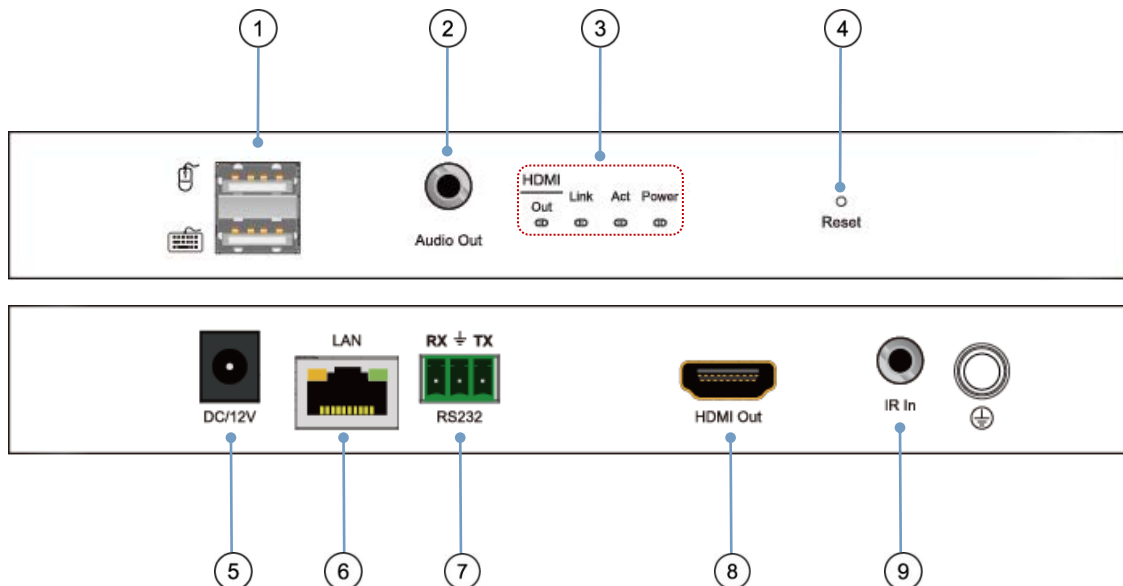 1 2 3 4
HDMI
Out Link Act Power
Audio Out
Reset
LAN RX TX
DC/12V RS232 HDMI Out IR In
5 6 7 8 9